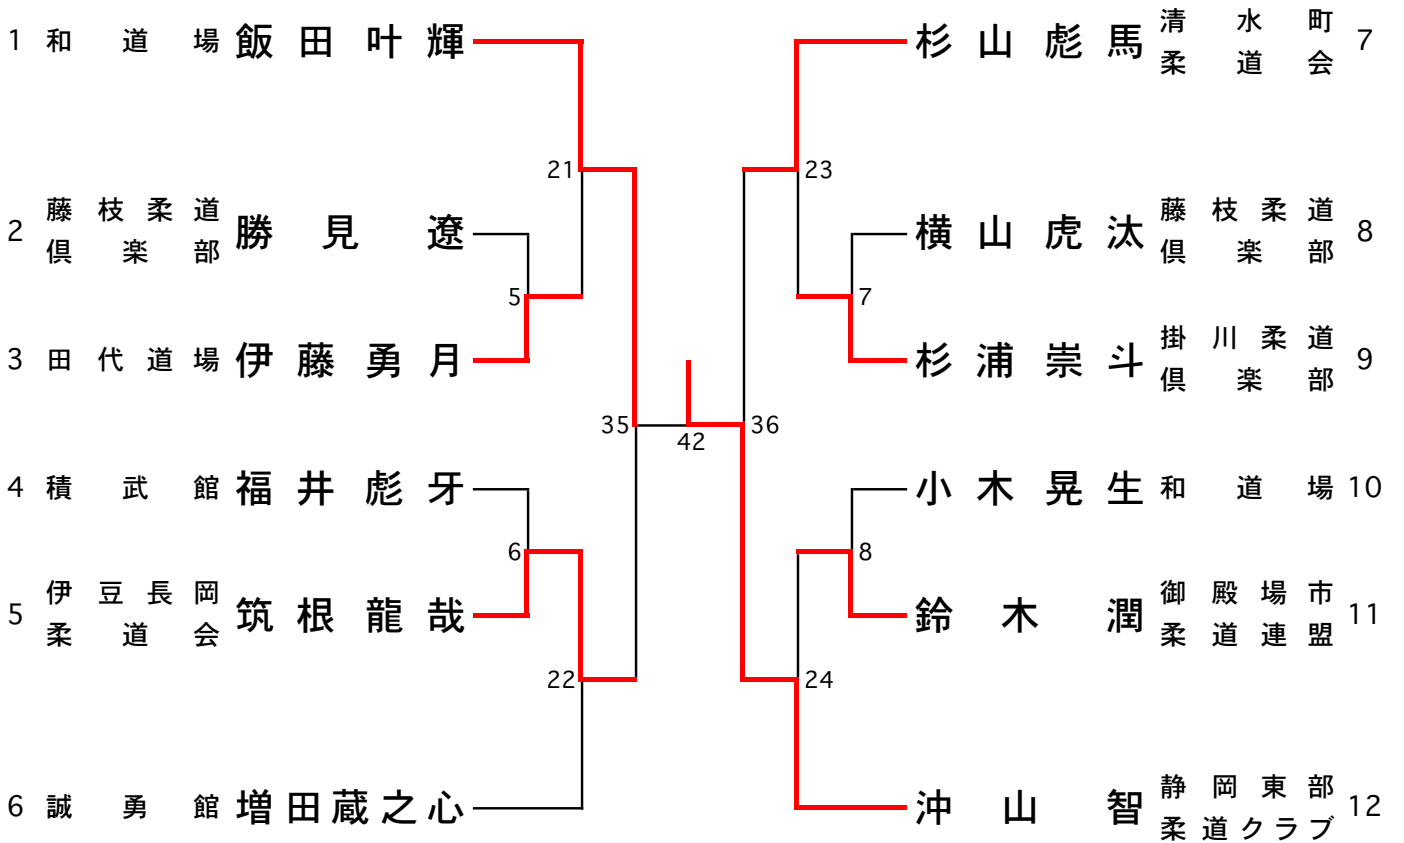 1 和道場 飯田叶輝
2 藤枝柔道倶楽部 勝見遼
3 田代道場 伊藤勇月
4 積武館 福井彪牙
5 伊豆長岡柔道会 筑根龍哉
6 誠勇館 増田蔵之心
21
5
35
6
22
42
23
7
36
8
24
杉山彪馬 清水町柔道会 7
横山虎汰 藤枝柔道倶楽部 8
杉浦崇斗 掛川柔道倶楽部 9
小木晃生 和道場 10
鈴木潤 御殿場市柔道連盟 11
沖山智 静岡東部柔道クラブ 12